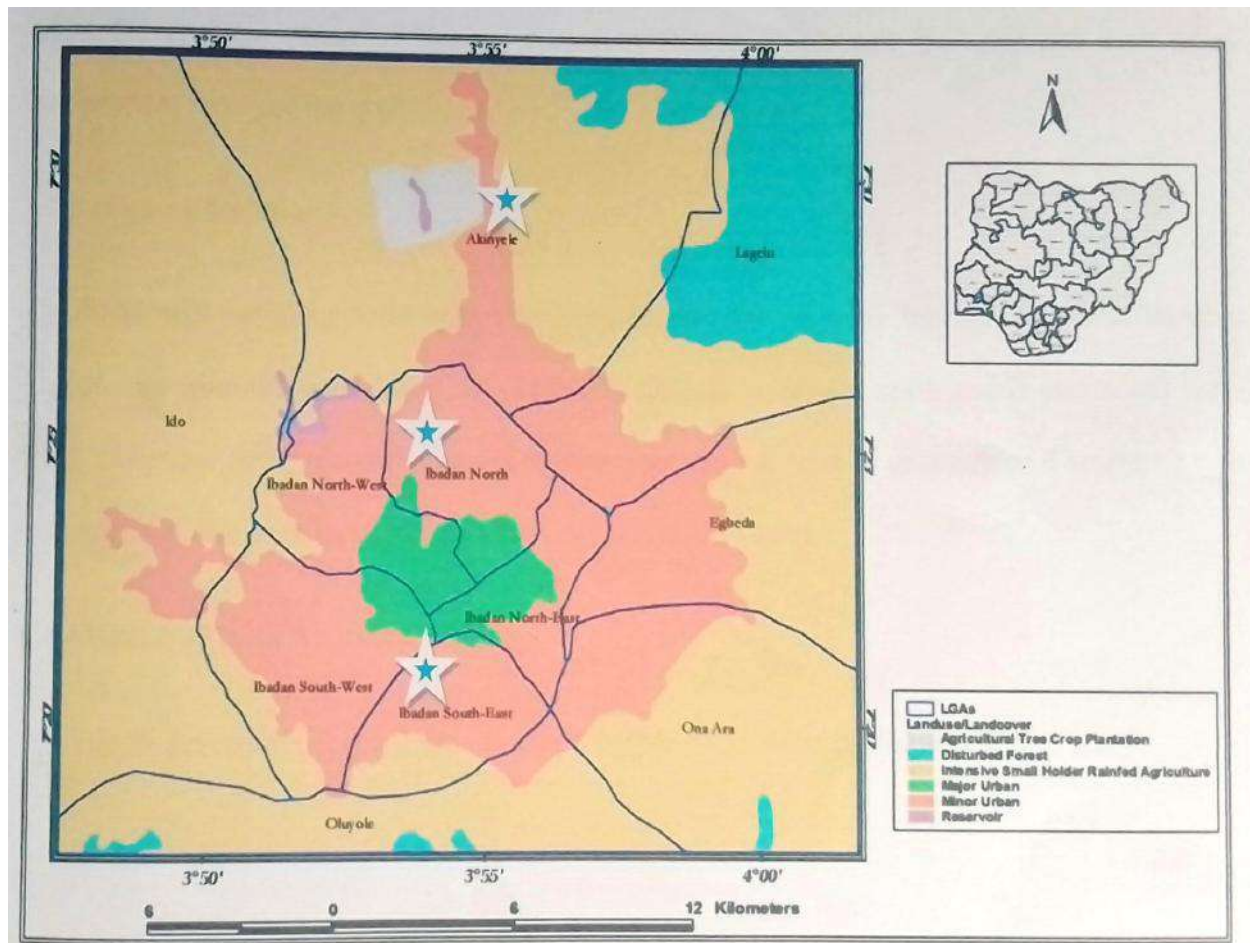 3°50' 3°55' 4°00'
N
Akinyele
Lagelu
Ido
Ibadan North
Ibadan North-West
Egbeda
Ibadan North-East
Ibadan South-West
Ibadan South-East
Ona Ara
Oluyole
LGAs
Landuse/Landcover
Agricultural Tree Crop Plantation
Disturbed Forest
Intensive Small Holder Rainfed Agriculture
Major Urban
Minor Urban
Reservoir
3°50' 3°55' 4°00'
6 0 6 12 Kilometers